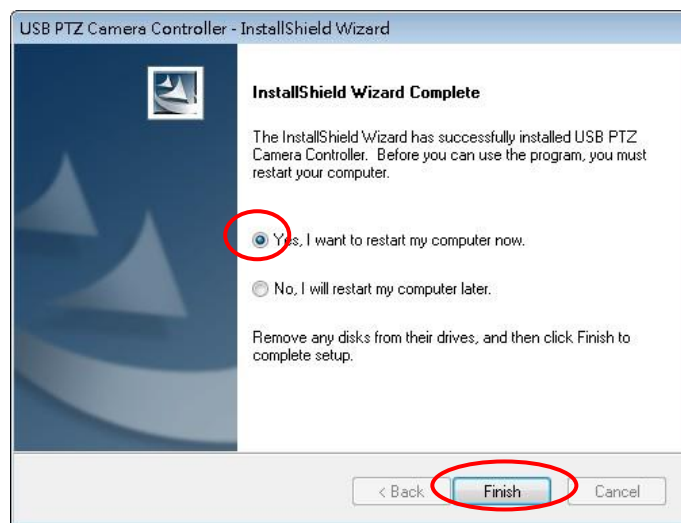 USB PTZ Camera Controller - InstallShield Wizard
InstallShield Wizard Complete
The InstallShield Wizard has successfully installed USB PTZ
Camera Controller. Before you can use the program, you must
restart your computer.
Yes, I want to restart my computer now.
No, I will restart my computer later.
Remove any disks from their drives, and then click Finish to
complete setup.
< Back Finish Cancel